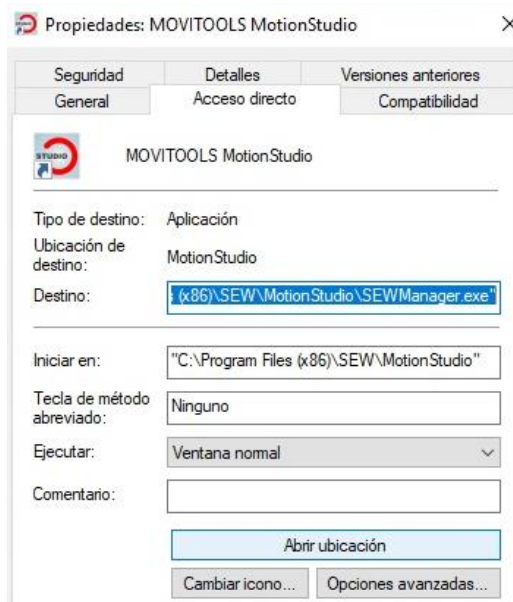 Propiedades: MOVITOOLS MotionStudio
Seguridad Detalles Versiones anteriores
General Acceso directo Compatibilidad
STUDIO
MOVITOOLS MotionStudio
Tipo de destino: Aplicación
Ubicación de
destino: MotionStudio
Destino: s (x86)\SEW\MotionStudio\SEWManager.exe"
Iniciar en: "C:\Program Files (x86)\SEW\MotionStudio"
Tecla de método
abreviado: Ninguno
Ejecutar: Ventana normal
Comentario:
Abrir ubicación
Cambiar icono... Opciones avanzadas...